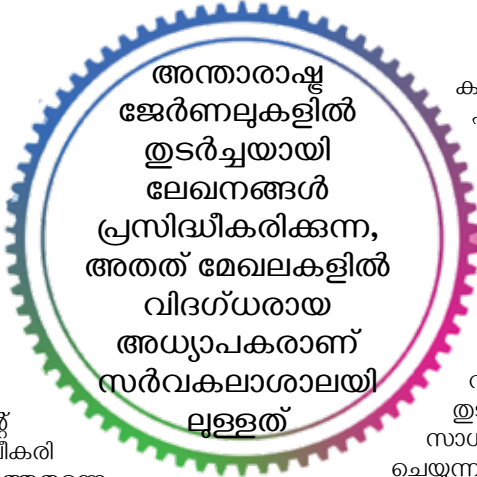 അന്താരാഷ്ട്ര
ജേർണലുകളിൽ
തുടർച്ചയായി
ലേഖനങ്ങൾ
പ്രസിദ്ധീകരിക്കുന്ന,
അതത് മേഖലകളിൽ
വിദഗ്ധരായ
അധ്യാപകരാണ്
സർവകലാശാലയി
ലുള്ളത്